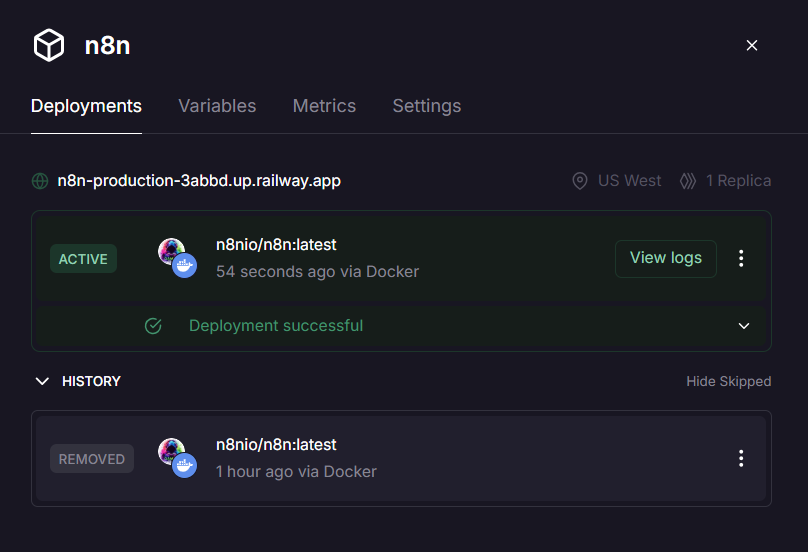 n8n
Deployments Variables Metrics Settings
n8n-production-3abbd.up.railway.app US West 1 Replica
ACTIVE n8nio/n8n:latest View logs
54 seconds ago via Docker
Deployment successful
HISTORY Hide Skipped
REMOVED n8nio/n8n:latest
1 hour ago via Docker